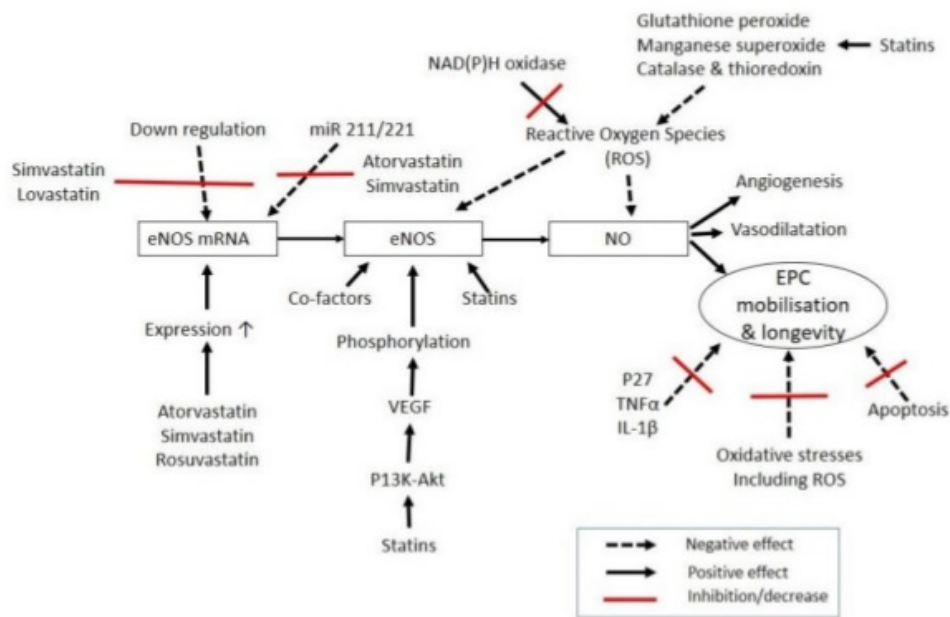 Glutathione peroxide
Manganese superoxide
Catalase & thioredoxin
Statins
NAD(P)H oxidase
Reactive Oxygen Species
(ROS)
Down regulation
miR 211/221
Simvastatin
Lovastatin
Atorvastatin
Simvastatin
eNOS mRNA
eNOS
NO
Angiogenesis
Vasodilatation
EPC
mobilisation
& longevity
Co-factors
Statins
Expression ↑
Phosphorylation
Atorvastatin
Simvastatin
Rosuvastatin
VEGF
P13K-Akt
Statins
P27
TNFα
IL-1β
Oxidative stresses
Including ROS
Apoptosis
Negative effect
Positive effect
Inhibition/decrease